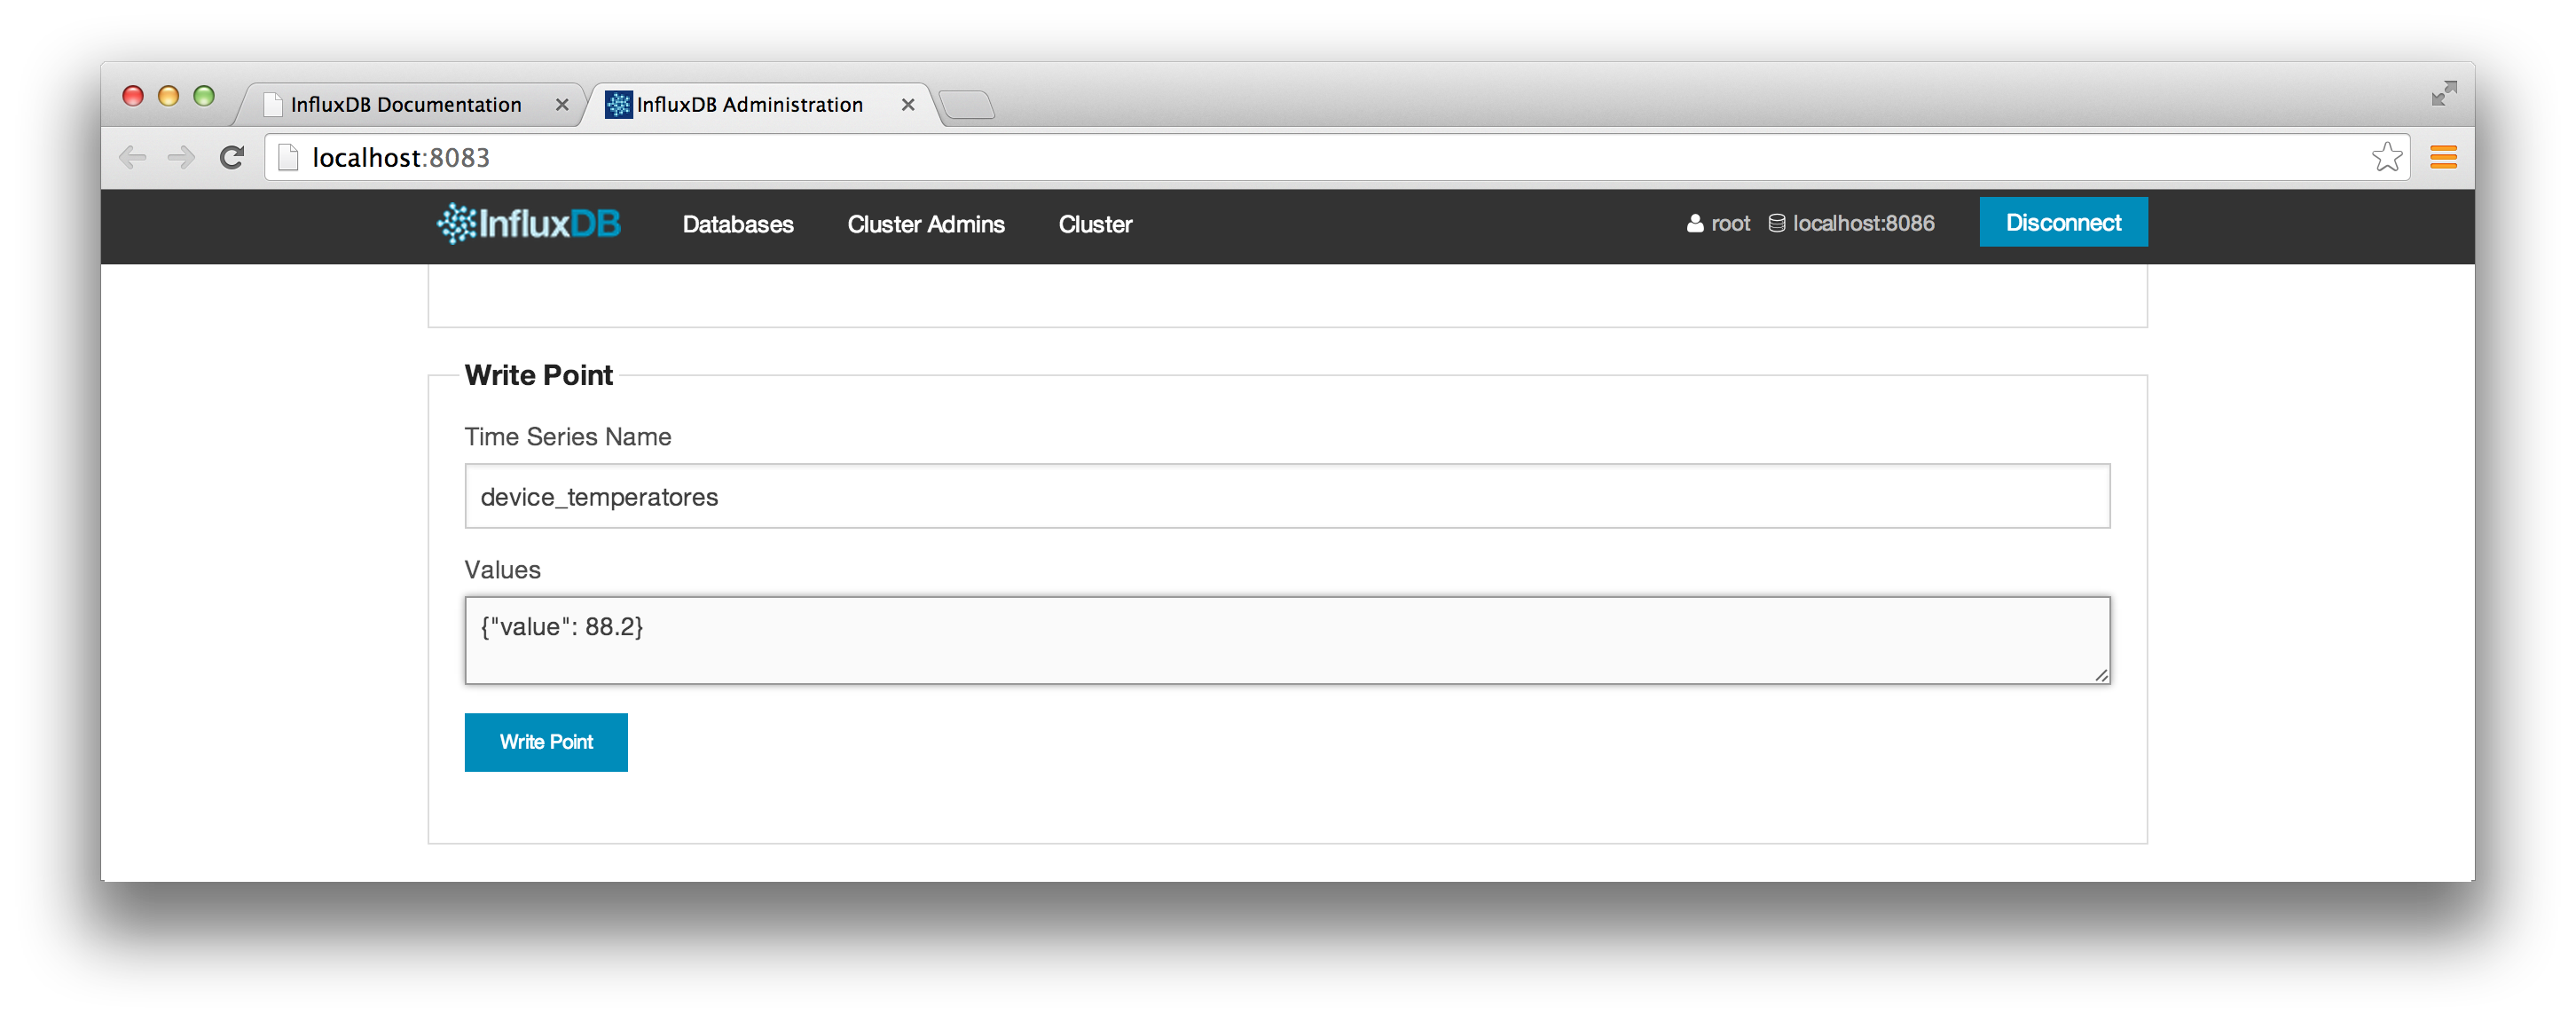 InfluxDB Documentation InfluxDB Administration
localhost:8083
InfluxDB Databases Cluster Admins Cluster root localhost:8086 Disconnect
Write Point
Time Series Name
device_temperatores
Values
{"value": 88.2}
Write Point